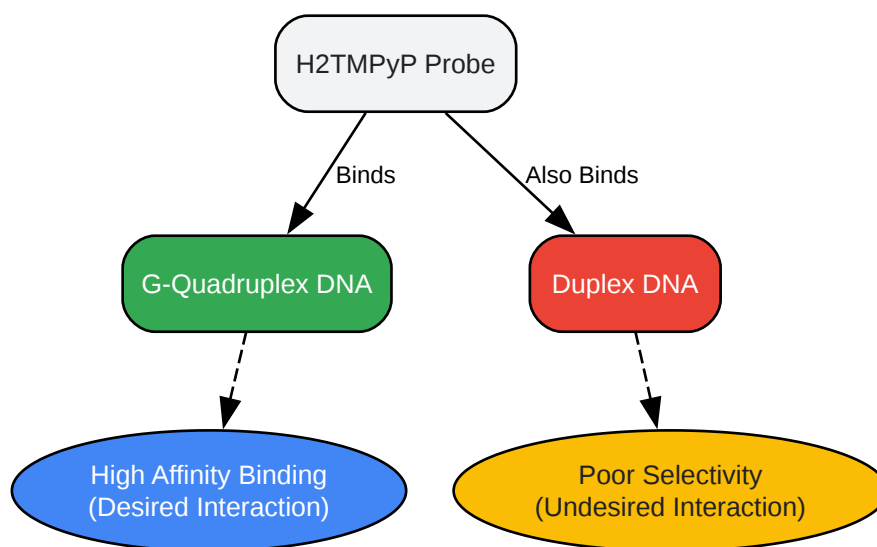 H2TMPyP Probe
Binds
Also Binds
G-Quadruplex DNA
Duplex DNA
High Affinity Binding
(Desired Interaction)
Poor Selectivity
(Undesired Interaction)